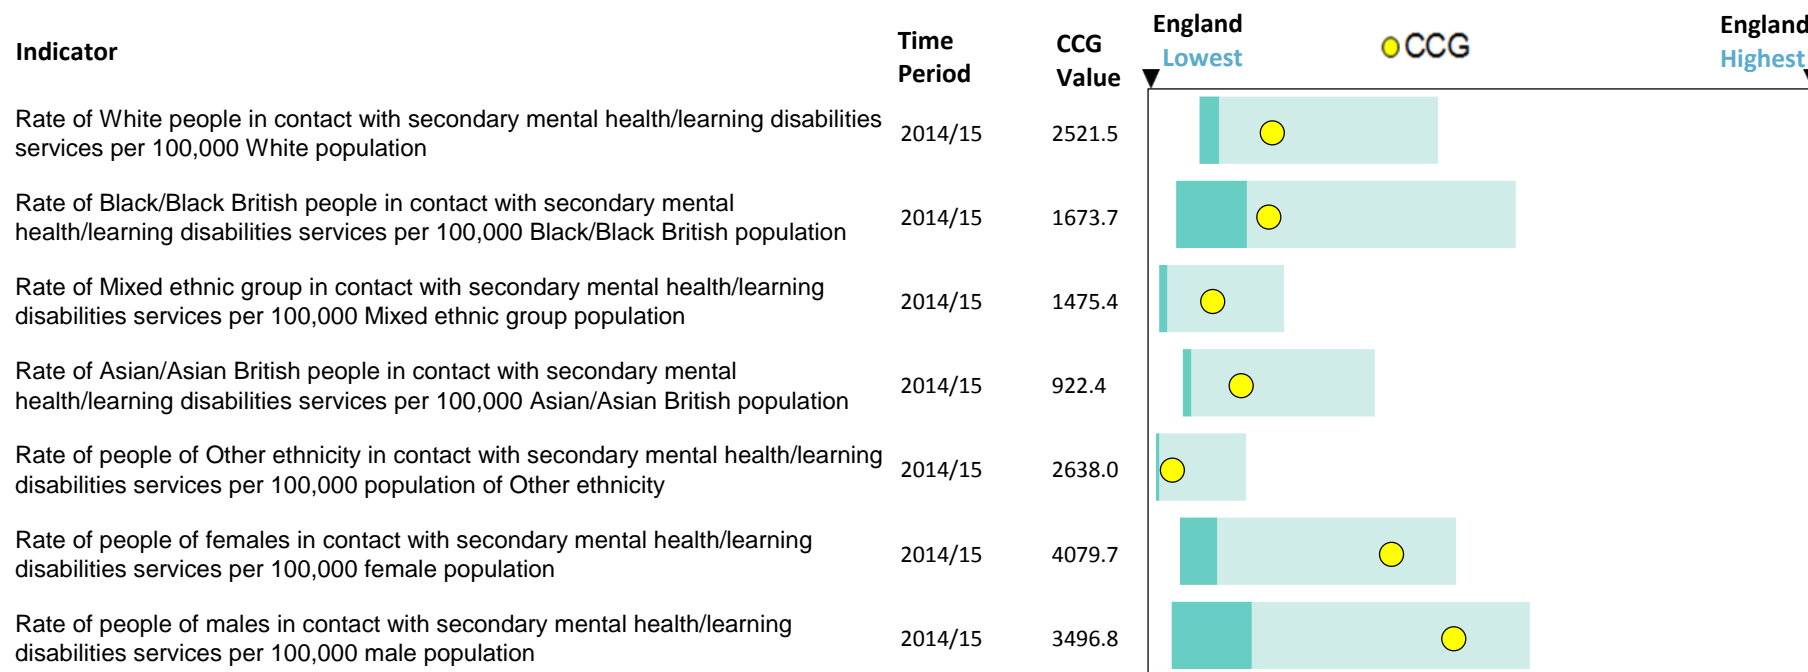 Indicator
Time Period
CCG Value
England Lowest
CCG
England Highest
Rate of White people in contact with secondary mental health/learning disabilities
services per 100,000 White population
2014/15
2521.5
Rate of Black/Black British people in contact with secondary mental
health/learning disabilities services per 100,000 Black/Black British population
2014/15
1673.7
Rate of Mixed ethnic group in contact with secondary mental health/learning
disabilities services per 100,000 Mixed ethnic group population
2014/15
1475.4
Rate of Asian/Asian British people in contact with secondary mental
health/learning disabilities services per 100,000 Asian/Asian British population
2014/15
922.4
Rate of people of Other ethnicity in contact with secondary mental health/learning
disabilities services per 100,000 population of Other ethnicity
2014/15
2638.0
Rate of people of females in contact with secondary mental health/learning
disabilities services per 100,000 female population
2014/15
4079.7
Rate of people of males in contact with secondary mental health/learning
disabilities services per 100,000 male population
2014/15
3496.8